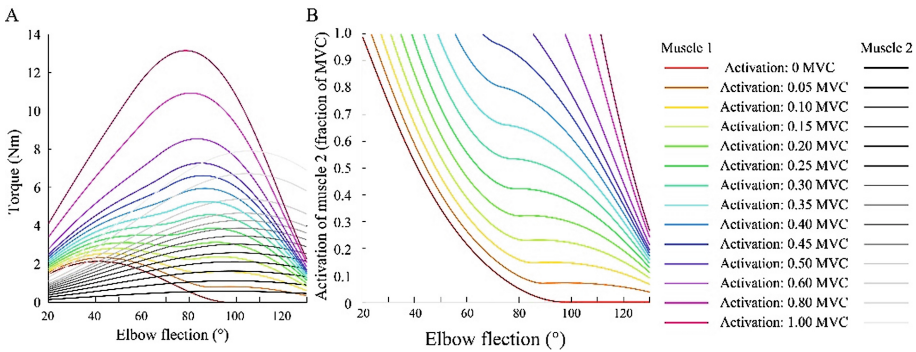 A
Torque (Nm)
14
12
10
8
6
4
2
0
20 40 60 80 100 120
Elbow flection (°)
B
Activation of muscle 2 (fraction of MVC)
1.0
0.9
0.8
0.7
0.6
0.5
0.4
0.3
0.2
0.1
0
20 40 60 80 100 120
Elbow flection (°)
Muscle 1 Muscle 2
Activation: 0 MVC
Activation: 0.05 MVC
Activation: 0.10 MVC
Activation: 0.15 MVC
Activation: 0.20 MVC
Activation: 0.25 MVC
Activation: 0.30 MVC
Activation: 0.35 MVC
Activation: 0.40 MVC
Activation: 0.45 MVC
Activation: 0.50 MVC
Activation: 0.60 MVC
Activation: 0.80 MVC
Activation: 1.00 MVC